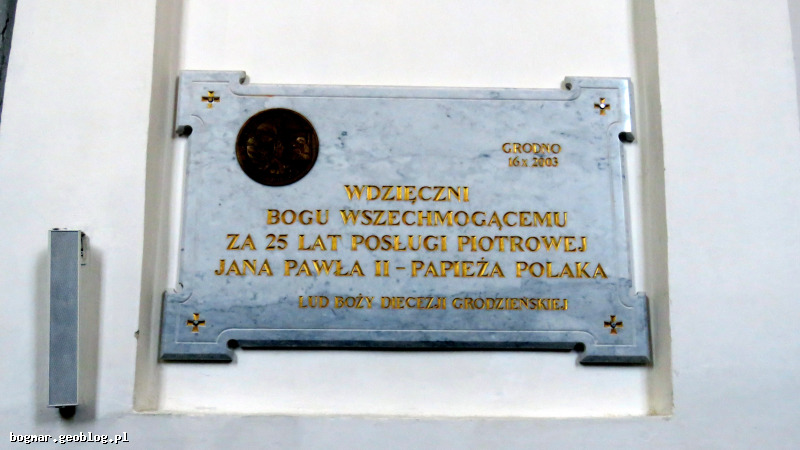 GRODNO
16 X 2003
WDZIĘCZNI
BOGU WSZECHMOGĄCEMU
ZA 25 LAT POSŁUGI PIOTROWEJ
JANA PAWŁA II – PAPIEŻA POLAKA
LUD BOŻY DIECEZJI GRODZIEŃSKIEJ
bogmar.geoblog.pl